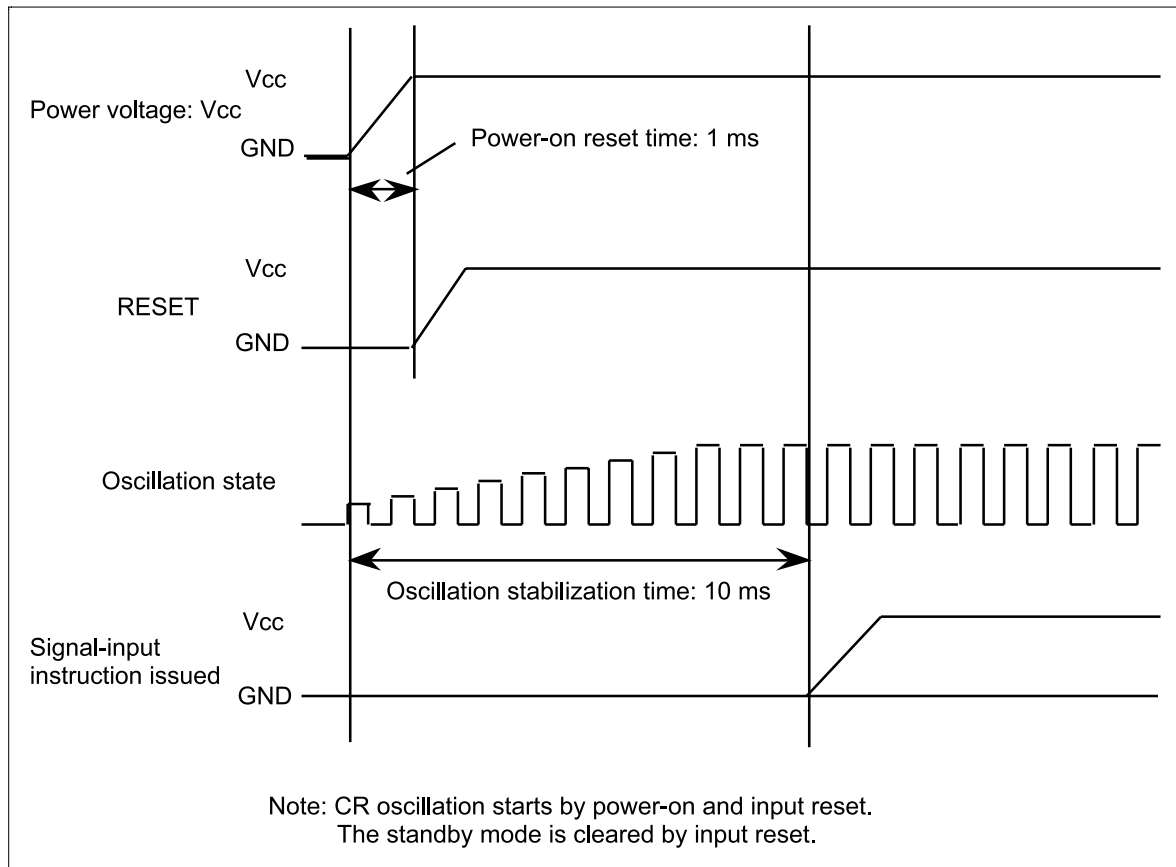 Vcc
Power voltage: Vcc
GND
Power-on reset time: 1 ms
Vcc
RESET
GND
Oscillation state
Oscillation stabilization time: 10 ms
Vcc
Signal-input
instruction issued
GND
Note: CR oscillation starts by power-on and input reset.
The standby mode is cleared by input reset.